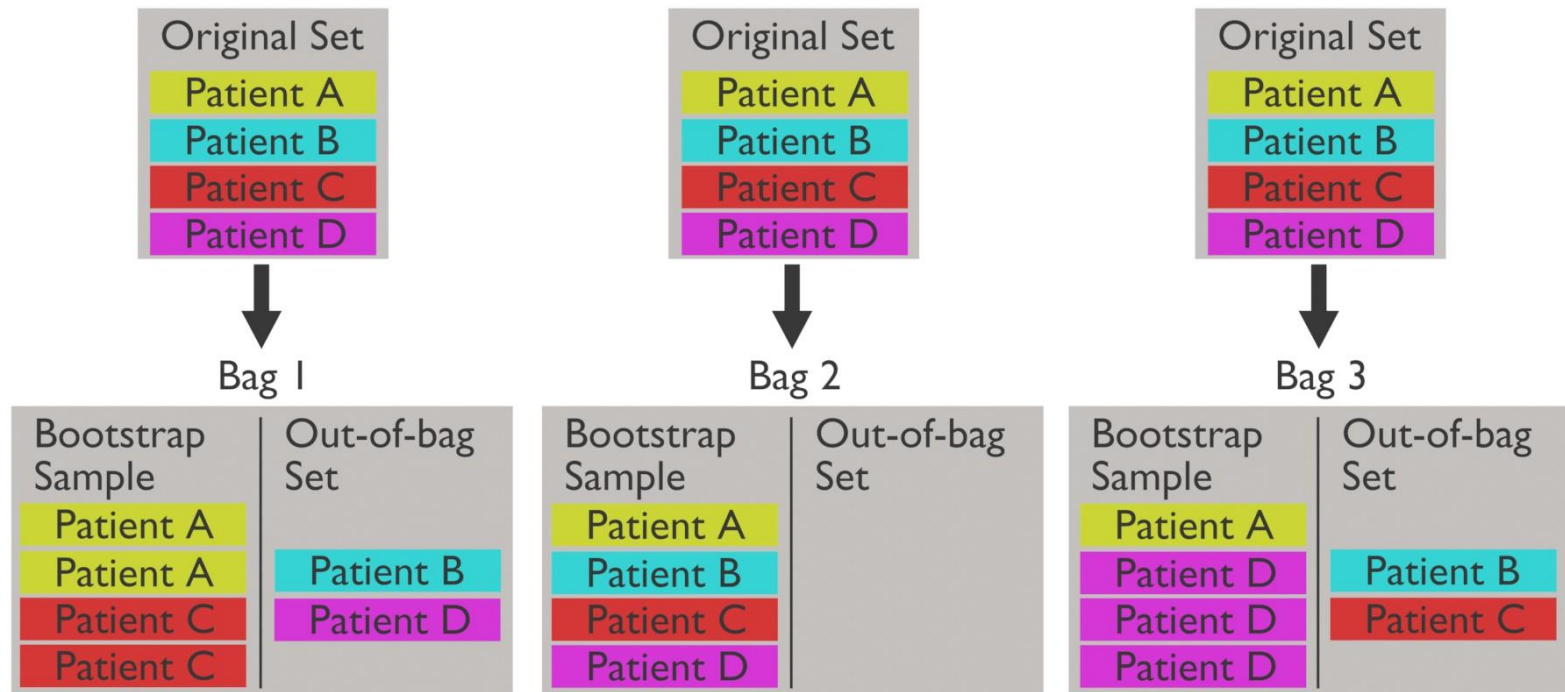 Original Set
Patient A
Patient B
Patient C
Patient D
Original Set
Patient A
Patient B
Patient C
Patient D
Original Set
Patient A
Patient B
Patient C
Patient D
Bag 1
Bootstrap
Sample
Patient A
Patient A
Patient C
Patient C
Out-of-bag
Set
Patient B
Patient D
Bag 2
Bootstrap
Sample
Patient A
Patient B
Patient C
Patient D
Out-of-bag
Set
Bag 3
Bootstrap
Sample
Patient A
Patient D
Patient D
Patient D
Out-of-bag
Set
Patient B
Patient C